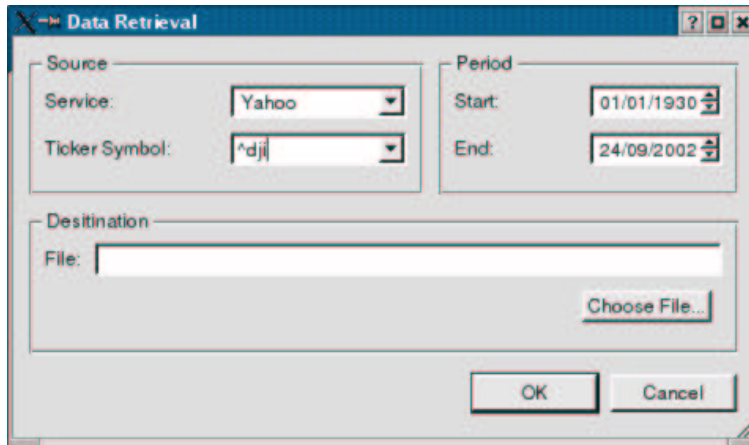 Data Retrieval
Source
Service: Yahoo
Ticker Symbol: ^dji
Period
Start: 01/01/1930
End: 24/09/2002
Desitination
File:
Choose File...
OK Cancel